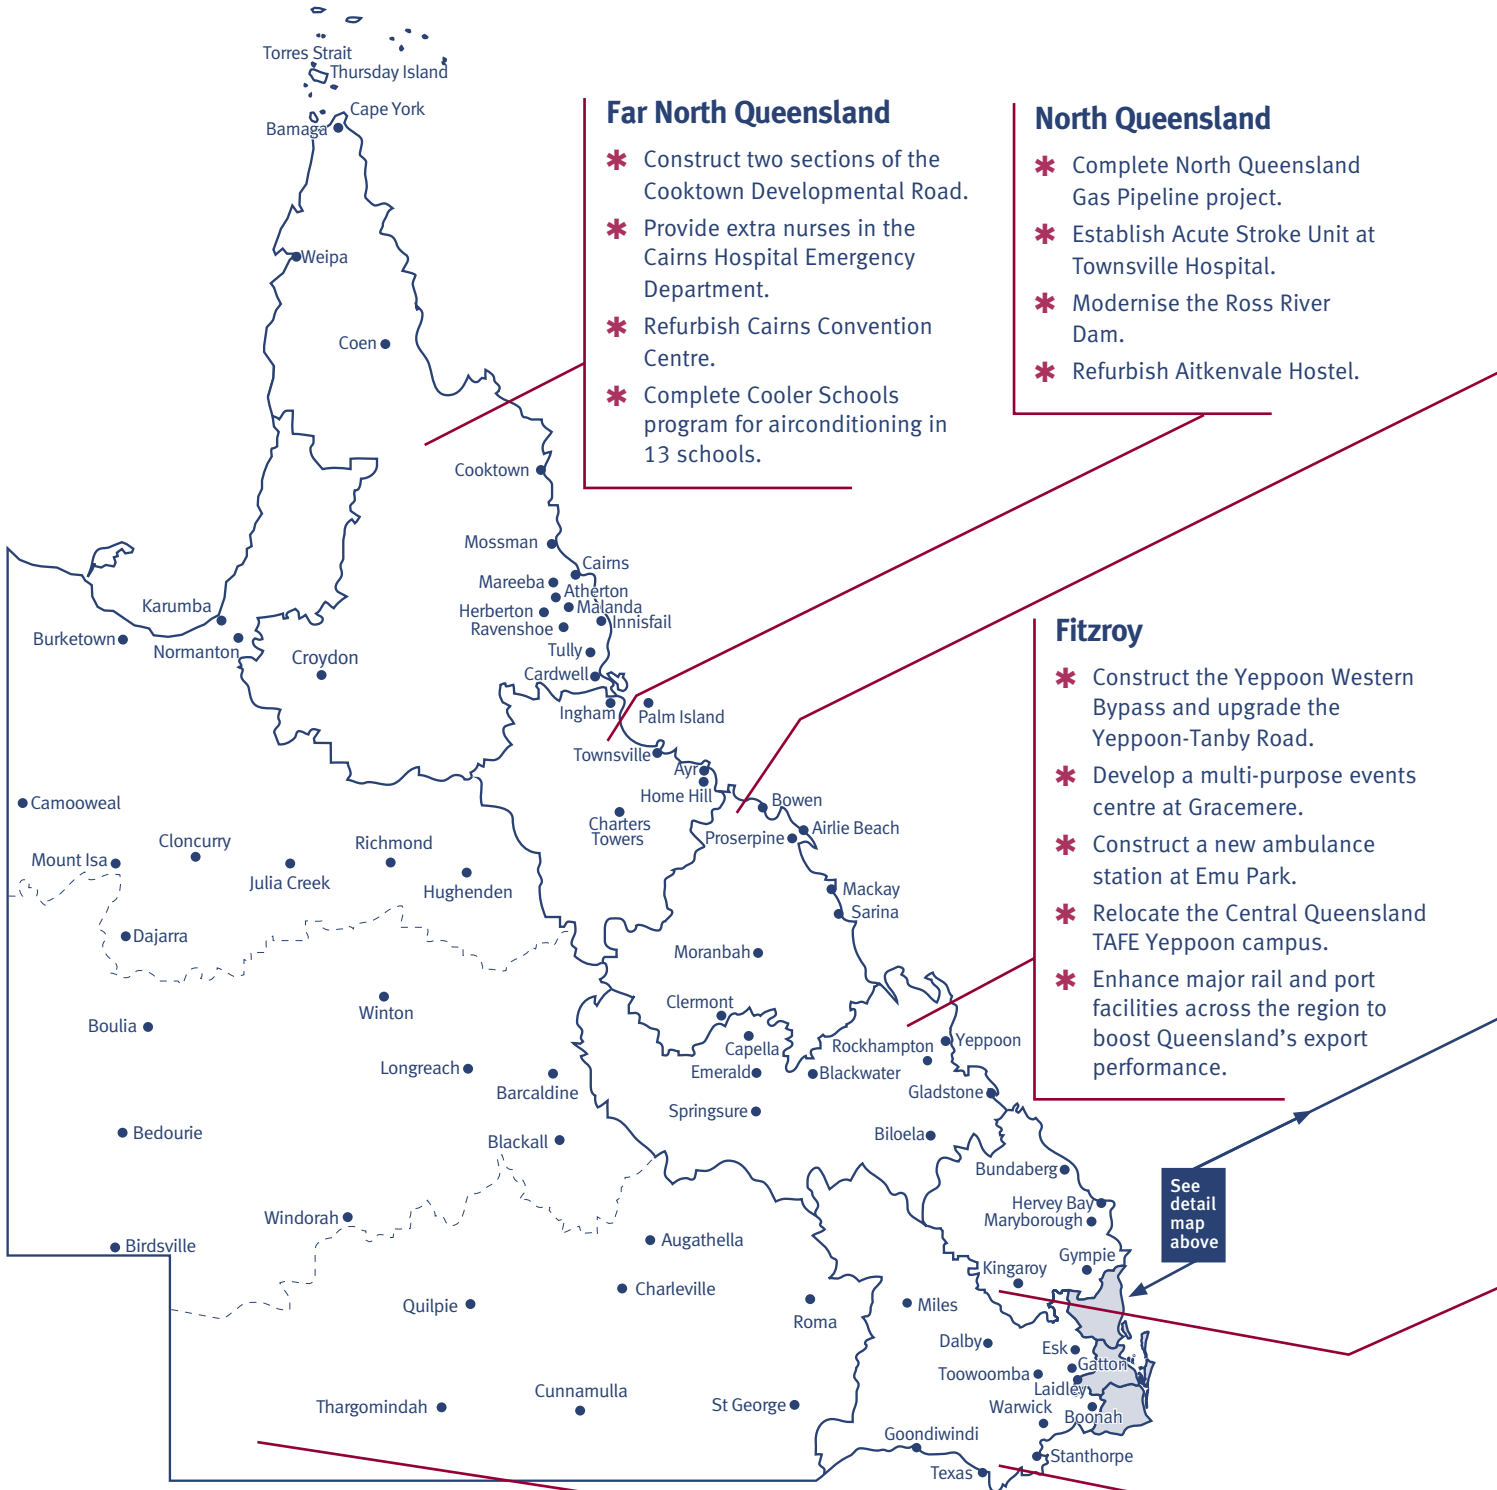 Torres Strait
Thursday Island
Cape York
Bamaga
Weipa
Coen
Far North Queensland
✱ Construct two sections of the
Cooktown Developmental Road.
✱ Provide extra nurses in the
Cairns Hospital Emergency
Department.
✱ Refurbish Cairns Convention
Centre.
✱ Complete Cooler Schools
program for airconditioning in
13 schools.
North Queensland
✱ Complete North Queensland
Gas Pipeline project.
✱ Establish Acute Stroke Unit at
Townsville Hospital.
✱ Modernise the Ross River
Dam.
✱ Refurbish Aitkenvale Hostel.
Cooktown
Mossman
Cairns
Mareeba
Atherton
Malanda
Herberton
Innisfail
Ravenshoe
Tully
Cardwell
Karumba
Burketown
Normanton
Croydon
Ingham
Palm Island
Townsville
Ayr
Home Hill
Bowen
Charters
Towers
Proserpine
Airlie Beach
Camooweal
Cloncurry
Richmond
Mount Isa
Julia Creek
Hughenden
Mackay
Sarina
Dajarra
Moranbah
Fitzroy
✱ Construct the Yeppoon Western
Bypass and upgrade the
Yeppoon-Tanby Road.
✱ Develop a multi-purpose events
centre at Gracemere.
✱ Construct a new ambulance
station at Emu Park.
✱ Relocate the Central Queensland
TAFE Yeppoon campus.
✱ Enhance major rail and port
facilities across the region to
boost Queensland's export
performance.
Winton
Clermont
Boulia
Capella
Rockhampton
Yeppoon
Longreach
Emerald
Blackwater
Barcaldine
Gladstone
Springsure
Bedourie
Blackall
Biloela
Bundaberg
See
detail
map
above
Hervey Bay
Maryborough
Windorah
Birdsville
Augathella
Gympie
Kingaroy
Charleville
Quilpie
Roma
Miles
Dalby
Esk
Gatton
Toowoomba
Laidley
Cunnamulla
Thargomindah
St George
Warwick
Boonah
Goondiwindi
Stanthorpe
Texas